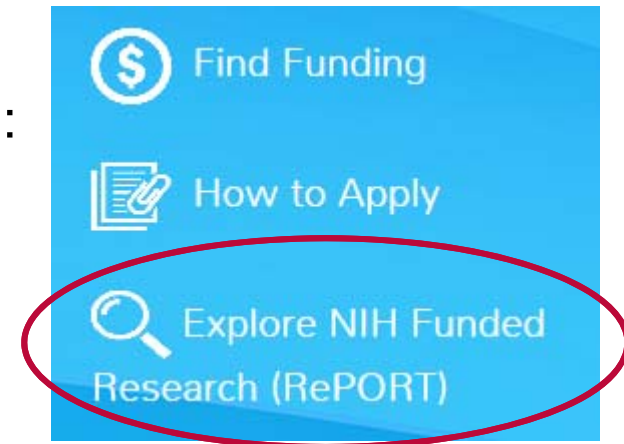 :
$ Find Funding
How to Apply
Explore NIH Funded
Research (RePORT)